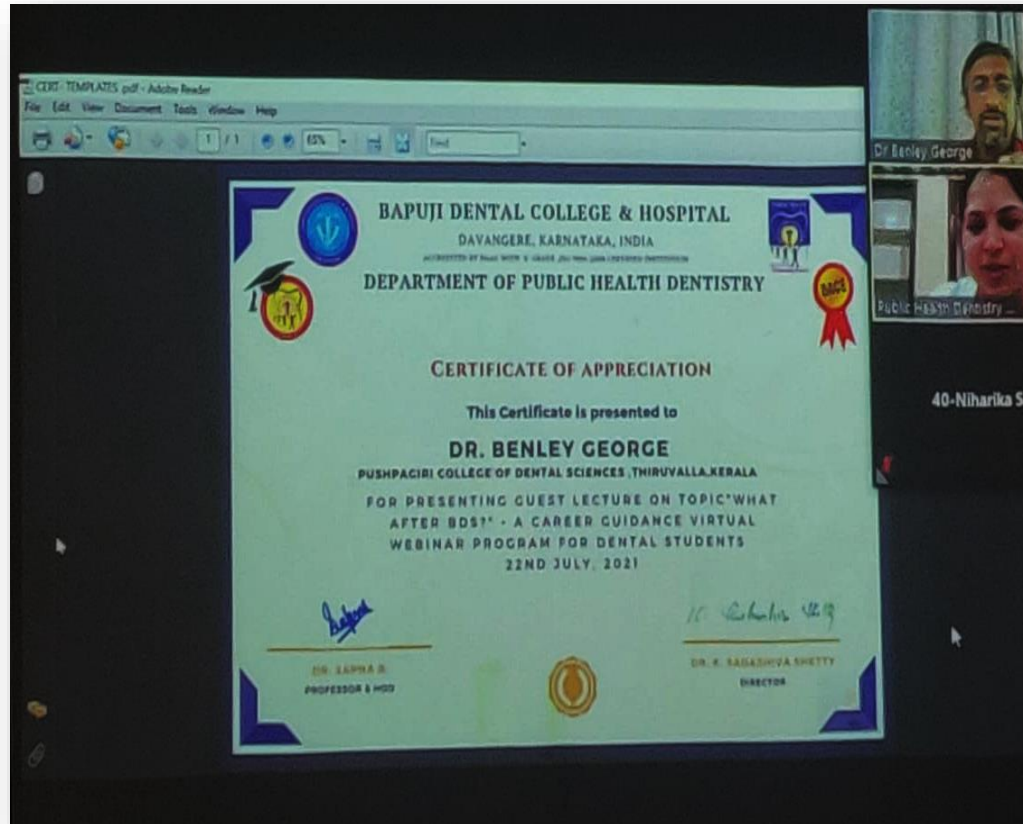 CERT- TEMPLATES .pdf - Adobe Reader
File Edit View Document Tools Window Help
1 / 1 65% Find
BAPUJI DENTAL COLLEGE & HOSPITAL
DAVANGERE, KARNATAKA, INDIA
DEPARTMENT OF PUBLIC HEALTH DENTISTRY
CERTIFICATE OF APPRECIATION
This Certificate is presented to
DR. BENLEY GEORGE
PUSHPAGIRI COLLEGE OF DENTAL SCIENCES ,THIRUVALLA,KERALA
FOR PRESENTING GUEST LECTURE ON TOPIC"WHAT
AFTER BDS?" - A CAREER GUIDANCE VIRTUAL
WEBINAR PROGRAM FOR DENTAL STUDENTS
22ND JULY, 2021
DR. SAPNA B
PROFESSOR & HOD
DR. K. SADASHIVA SHETTY
DIRECTOR
Dr Benley George
Public Health Dentistry ...
40-Niharika S